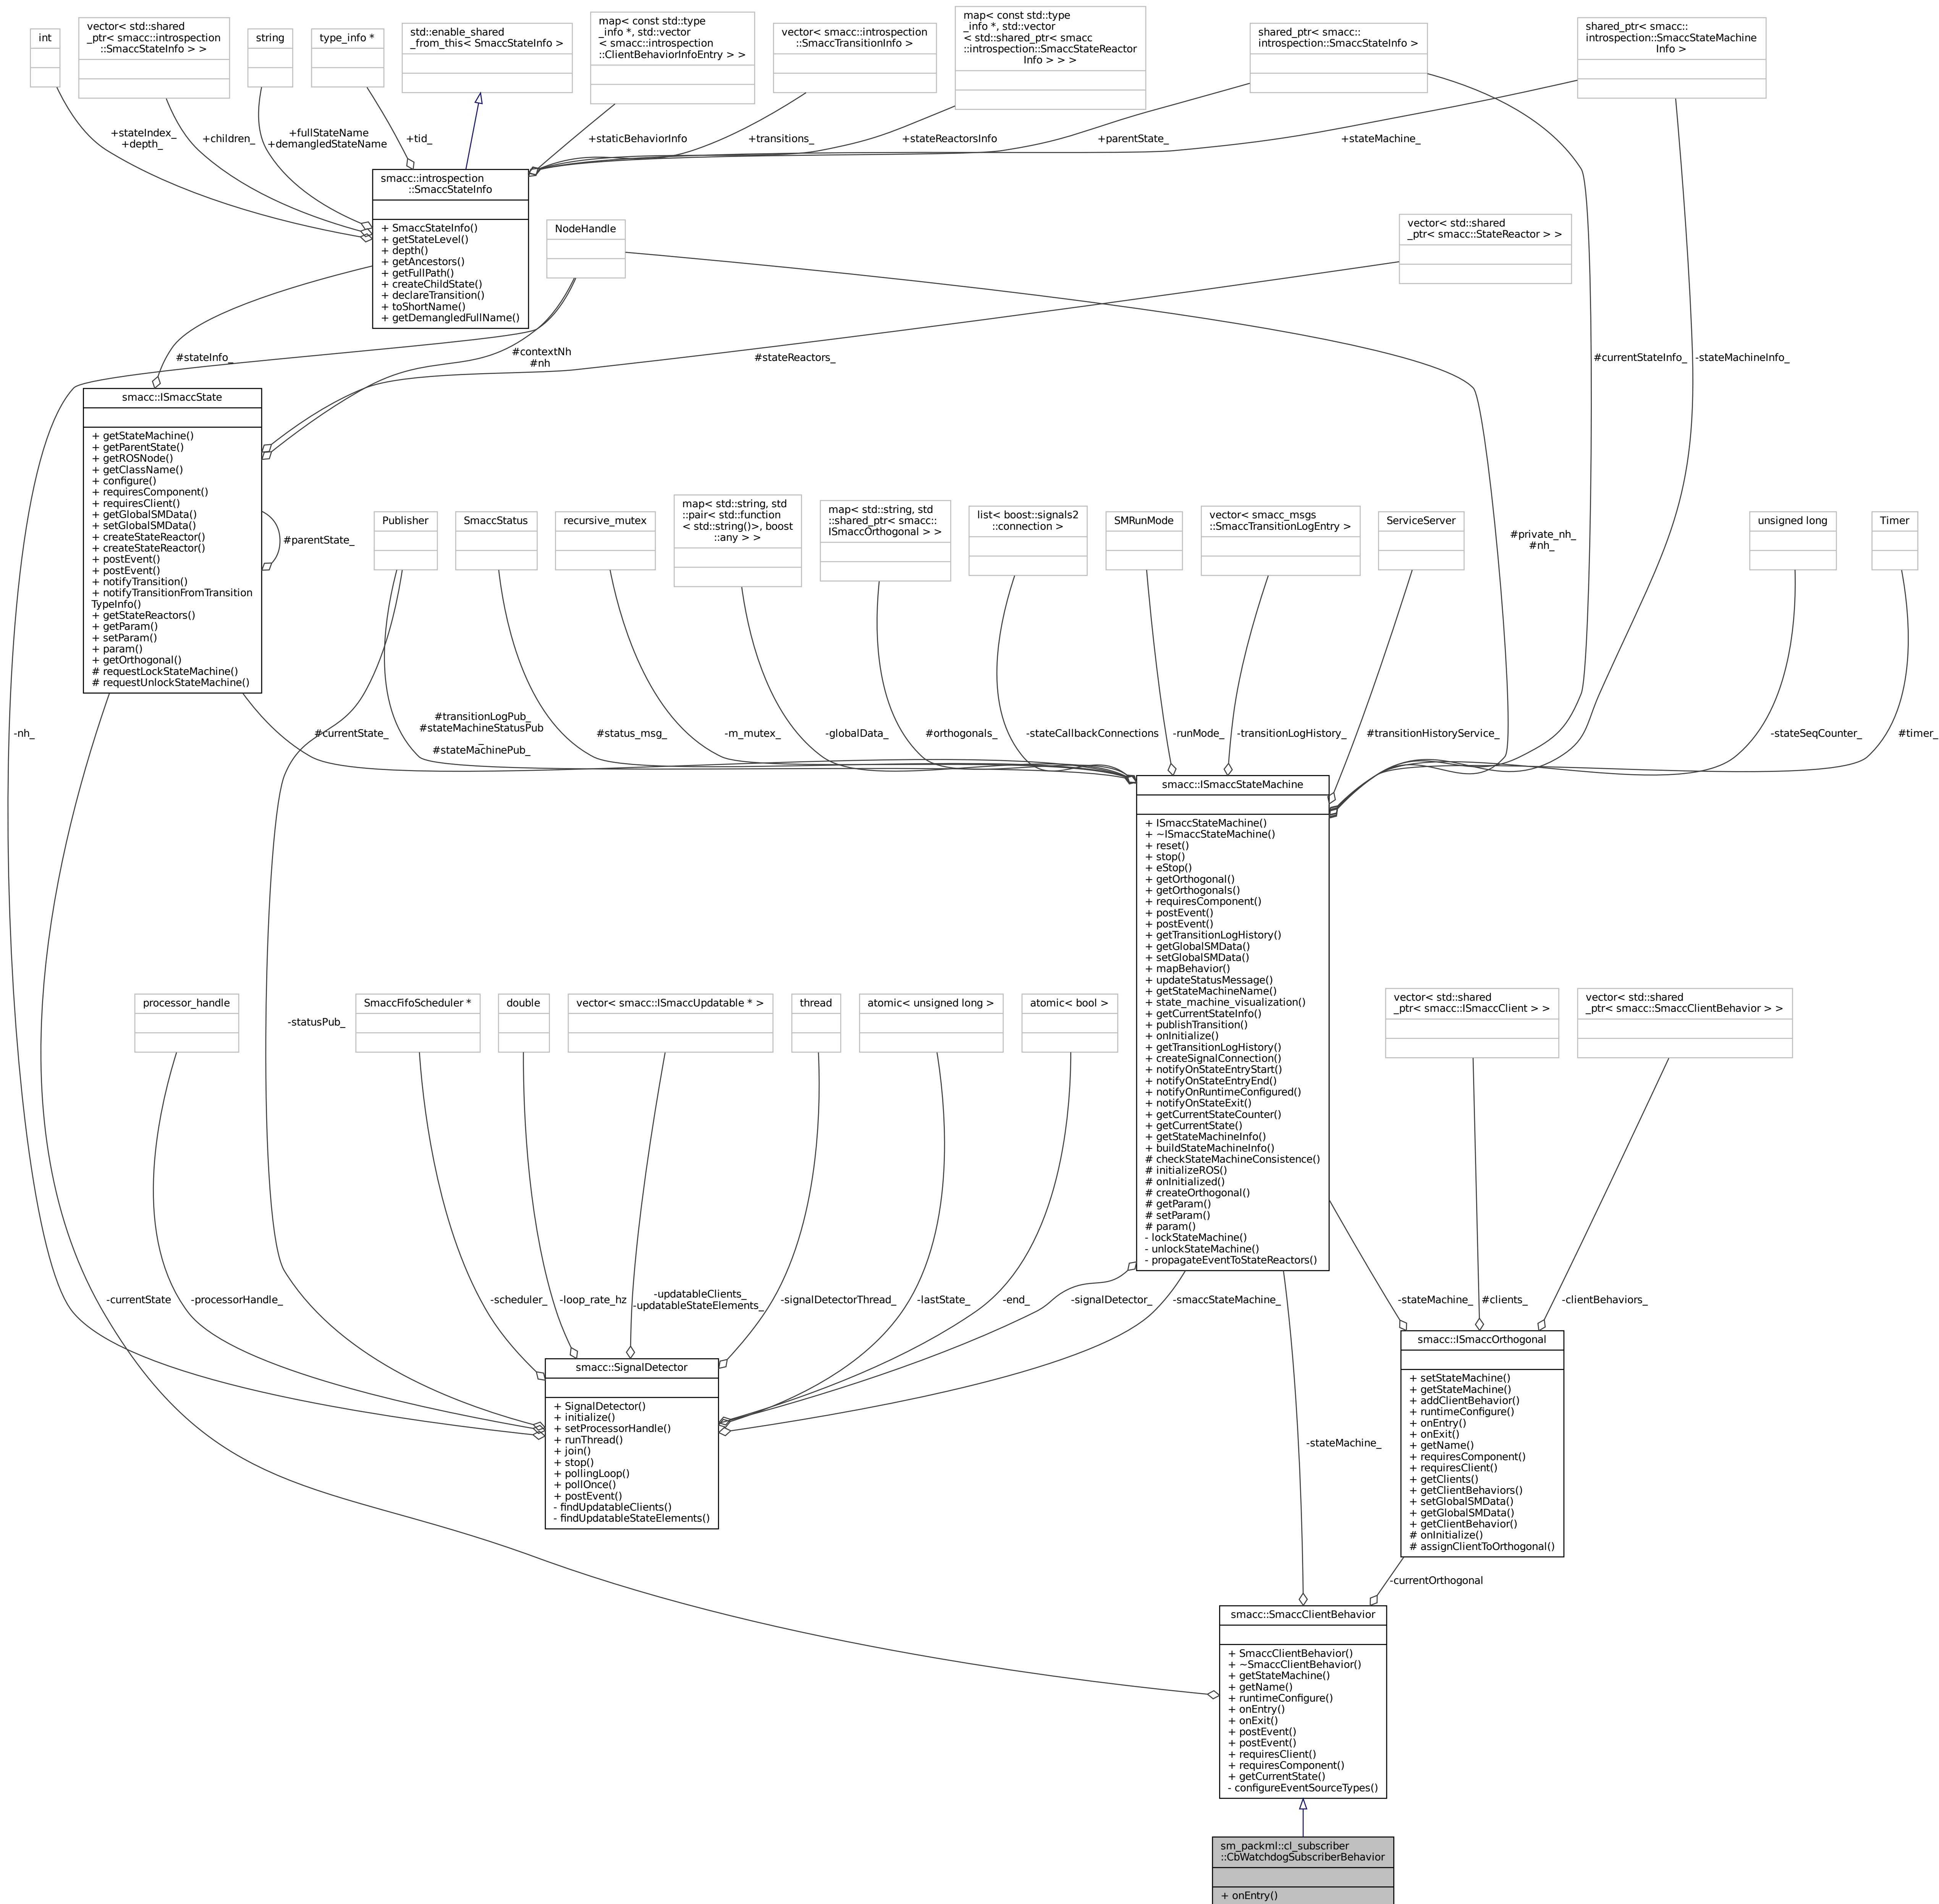 int
vector< std::shared
_ptr< smacc::introspection
::SmaccStateInfo > >
string
type_info *
std::enable_shared
_from_this< SmaccStateInfo >
map< const std::type
_info *, std::vector
< smacc::introspection
::ClientBehaviorInfoEntry > >
vector< smacc::introspection
::SmaccTransitionInfo >
map< const std::type
_info *, std::vector
< std::shared_ptr< smacc
::introspection::SmaccStateReactor
Info > > >
shared_ptr< smacc::
introspection::SmaccStateInfo >
shared_ptr< smacc::
introspection::SmaccStateMachine
Info >
+stateIndex_
+depth_
+children_
+fullStateName
+demangledStateName
+tid_
+staticBehaviorInfo
+transitions_
+stateReactorsInfo
+parentState_
+stateMachine_
smacc::introspection
::SmaccStateInfo
+ SmaccStateInfo()
+ getStateLevel()
+ depth()
+ getAncestors()
+ getFullPath()
+ createChildState()
+ declareTransition()
+ toShortName()
+ getDemangledFullName()
NodeHandle
vector< std::shared
_ptr< smacc::StateReactor > >
#stateInfo_
#contextNh
#nh
#stateReactors_
#currentStateInfo_
-stateMachineInfo_
smacc::ISmaccState
+ getStateMachine()
+ getParentState()
+ getROSNode()
+ getClassName()
+ configure()
+ requiresComponent()
+ requiresClient()
+ getGlobalSMData()
+ setGlobalSMData()
+ createStateReactor()
+ createStateReactor()
+ postEvent()
+ postEvent()
+ notifyTransition()
+ notifyTransitionFromTransition
TypeInfo()
+ getStateReactors()
+ getParam()
+ setParam()
+ param()
+ getOrthogonal()
# requestLockStateMachine()
# requestUnlockStateMachine()
#parentState_
Publisher
SmaccStatus
recursive_mutex
map< std::string, std
::pair< std::function
< std::string()>, boost
::any > >
map< std::string, std
::shared_ptr< smacc::
ISmaccOrthogonal > >
list< boost::signals2
::connection >
SMRunMode
vector< smacc_msgs
::SmaccTransitionLogEntry >
ServiceServer
#private_nh_
#nh_
unsigned long
Timer
-nh_
#currentState_
#transitionLogPub_
#stateMachineStatusPub
_
#stateMachinePub_
#status_msg_
-m_mutex_
-globalData_
#orthogonals_
-stateCallbackConnections
-runMode_
-transitionLogHistory_
#transitionHistoryService_
-stateSeqCounter_
#timer_
smacc::ISmaccStateMachine
+ ISmaccStateMachine()
+ ~ISmaccStateMachine()
+ reset()
+ stop()
+ eStop()
+ getOrthogonal()
+ getOrthogonals()
+ requiresComponent()
+ postEvent()
+ postEvent()
+ getTransitionLogHistory()
+ getGlobalSMData()
+ setGlobalSMData()
+ mapBehavior()
+ updateStatusMessage()
+ getStateMachineName()
+ state_machine_visualization()
+ getCurrentStateInfo()
+ publishTransition()
+ onInitialize()
+ getTransitionLogHistory()
+ createSignalConnection()
+ notifyOnStateEntryStart()
+ notifyOnStateEntryEnd()
+ notifyOnRuntimeConfigured()
+ notifyOnStateExit()
+ getCurrentStateCounter()
+ getCurrentState()
+ getStateMachineInfo()
+ buildStateMachineInfo()
# checkStateMachineConsistence()
# initializeROS()
# onInitialized()
# createOrthogonal()
# getParam()
# setParam()
# param()
- lockStateMachine()
- unlockStateMachine()
- propagateEventToStateReactors()
processor_handle
-statusPub_
SmaccFifoScheduler *
double
vector< smacc::ISmaccUpdatable * >
thread
atomic< unsigned long >
atomic< bool >
vector< std::shared
_ptr< smacc::ISmaccClient > >
vector< std::shared
_ptr< smacc::SmaccClientBehavior > >
-currentState
-processorHandle_
-scheduler_
-loop_rate_hz
-updatableClients_
-updatableStateElements_
-signalDetectorThread_
-lastState_
-end_
-signalDetector_
-smaccStateMachine_
-stateMachine_
#clients_
-clientBehaviors_
smacc::SignalDetector
+ SignalDetector()
+ initialize()
+ setProcessorHandle()
+ runThread()
+ join()
+ stop()
+ pollingLoop()
+ pollOnce()
+ postEvent()
- findUpdatableClients()
- findUpdatableStateElements()
-stateMachine_
smacc::ISmaccOrthogonal
+ setStateMachine()
+ getStateMachine()
+ addClientBehavior()
+ runtimeConfigure()
+ onEntry()
+ onExit()
+ getName()
+ requiresComponent()
+ requiresClient()
+ getClients()
+ getClientBehaviors()
+ setGlobalSMData()
+ getGlobalSMData()
+ getClientBehavior()
# onInitialize()
# assignClientToOrthogonal()
-currentOrthogonal
smacc::SmaccClientBehavior
+ SmaccClientBehavior()
+ ~SmaccClientBehavior()
+ getStateMachine()
+ getName()
+ runtimeConfigure()
+ onEntry()
+ onExit()
+ postEvent()
+ postEvent()
+ requiresClient()
+ requiresComponent()
+ getCurrentState()
- configureEventSourceTypes()
sm_packml::cl_subscriber
::CbWatchdogSubscriberBehavior
+ onEntry()